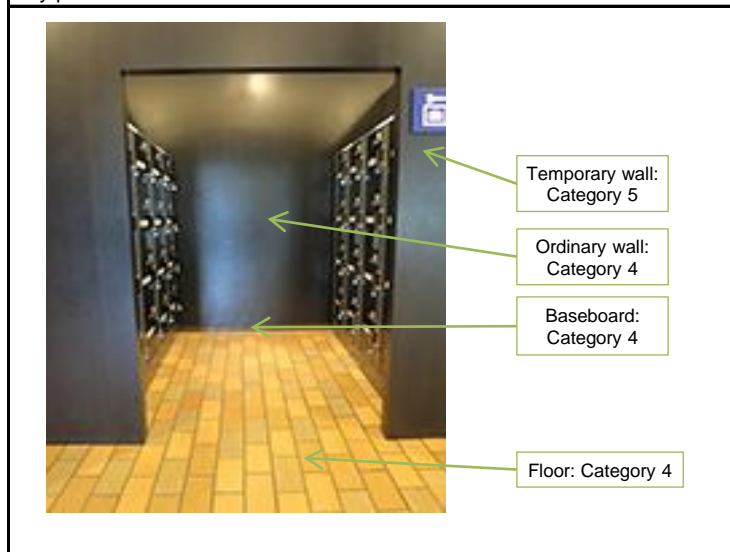 Temporary wall:
Category 5
Ordinary wall:
Category 4
Baseboard:
Category 4
Floor: Category 4